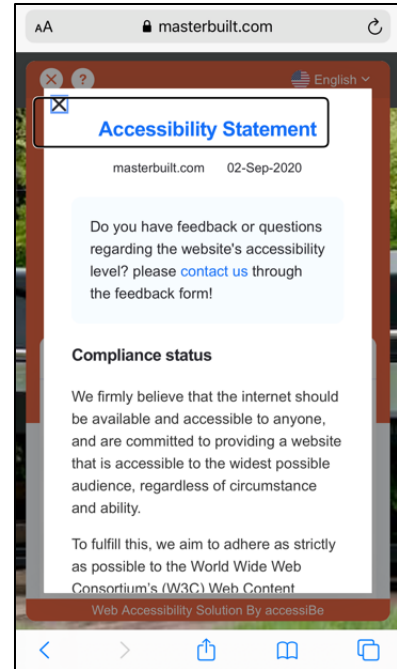 AA masterbuilt.com
English
Accessibility Statement
masterbuilt.com 02-Sep-2020
Do you have feedback or questions
regarding the website's accessibility
level? please contact us through
the feedback form!
Compliance status
We firmly believe that the internet should
be available and accessible to anyone,
and are committed to providing a website
that is accessible to the widest possible
audience, regardless of circumstance
and ability.
To fulfill this, we aim to adhere as strictly
as possible to the World Wide Web
Consortium's (W3C) Web Content
Web Accessibility Solution By accessiBe